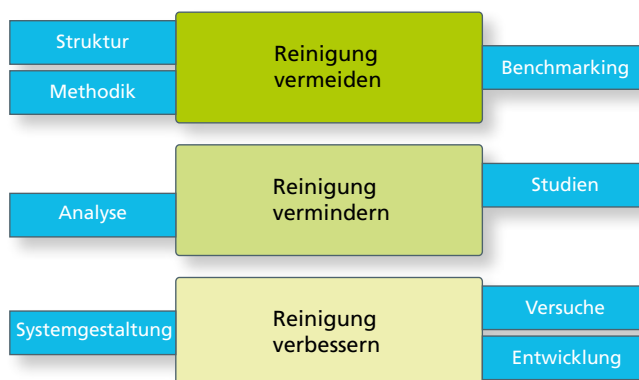 Struktur
Methodik
Reinigung
vermeiden
Benchmarking
Analyse
Reinigung
vermindern
Studien
Systemgestaltung
Reinigung
verbessern
Versuche
Entwicklung